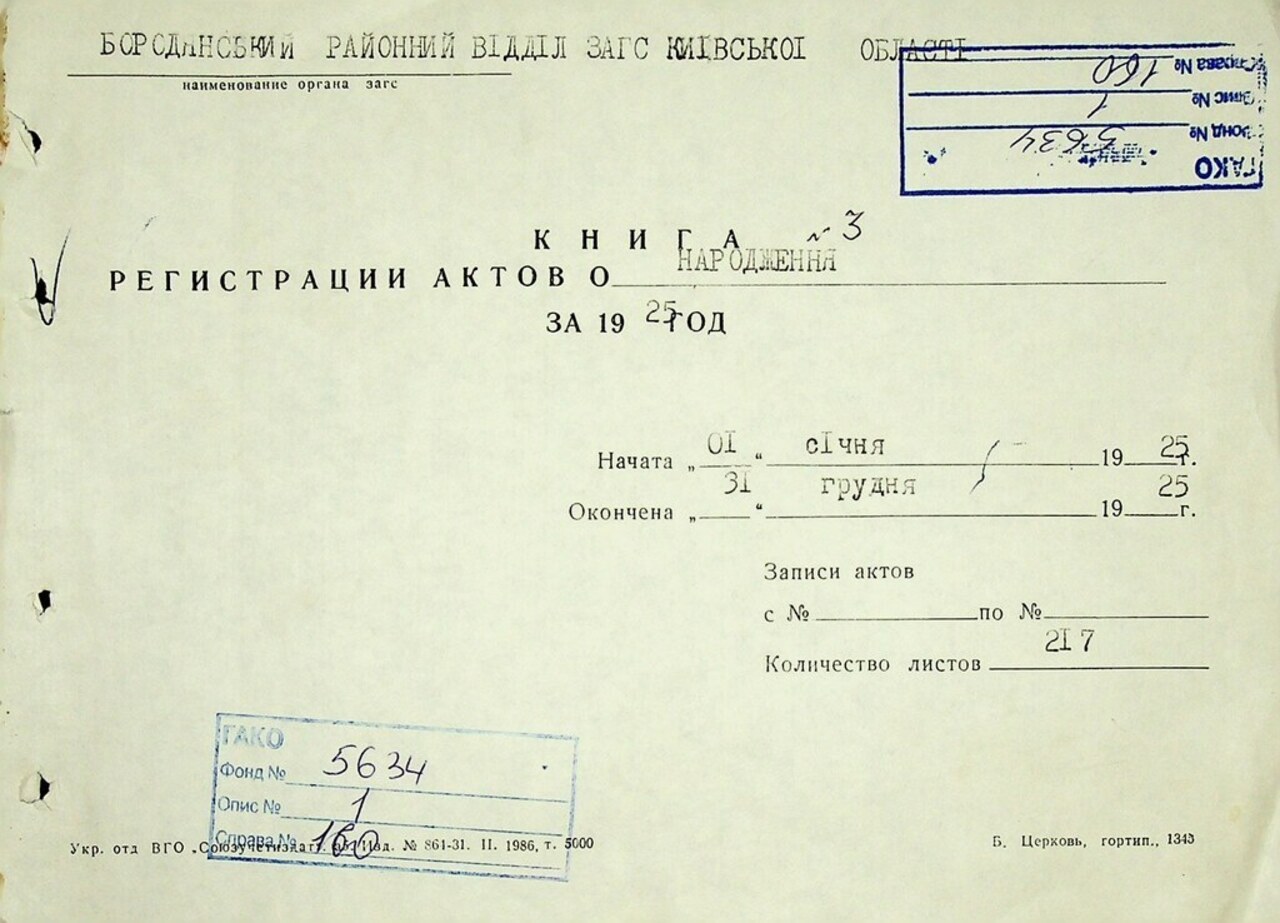 БОРОДЯНСЬКИЙ РАЙОННИЙ ВІДДІЛ ЗАГС КИЇВСЬКОЇ ОБЛАСТІ
наименование органа загс
Справа № 160
Опис № 1
Фонд № 5634
ГАКО
КНИГА № 3
РЕГИСТРАЦИИ АКТОВ О НАРОДЖЕННЯ
ЗА 19 25 ГОД
Начата „ 01 “ січня 19 25 г.
Окончена „ 31 “ грудня 19 25 г.
Записи актов
с № по №
Количество листов 217
ГАКО
Фонд № 5634
Опис № 1
Справа № 160
Укр. отд ВГО „Союзучетиздат“. Изд. № 861-31. II. 1986, т. 5000
Б. Церковь, гортип., 1343